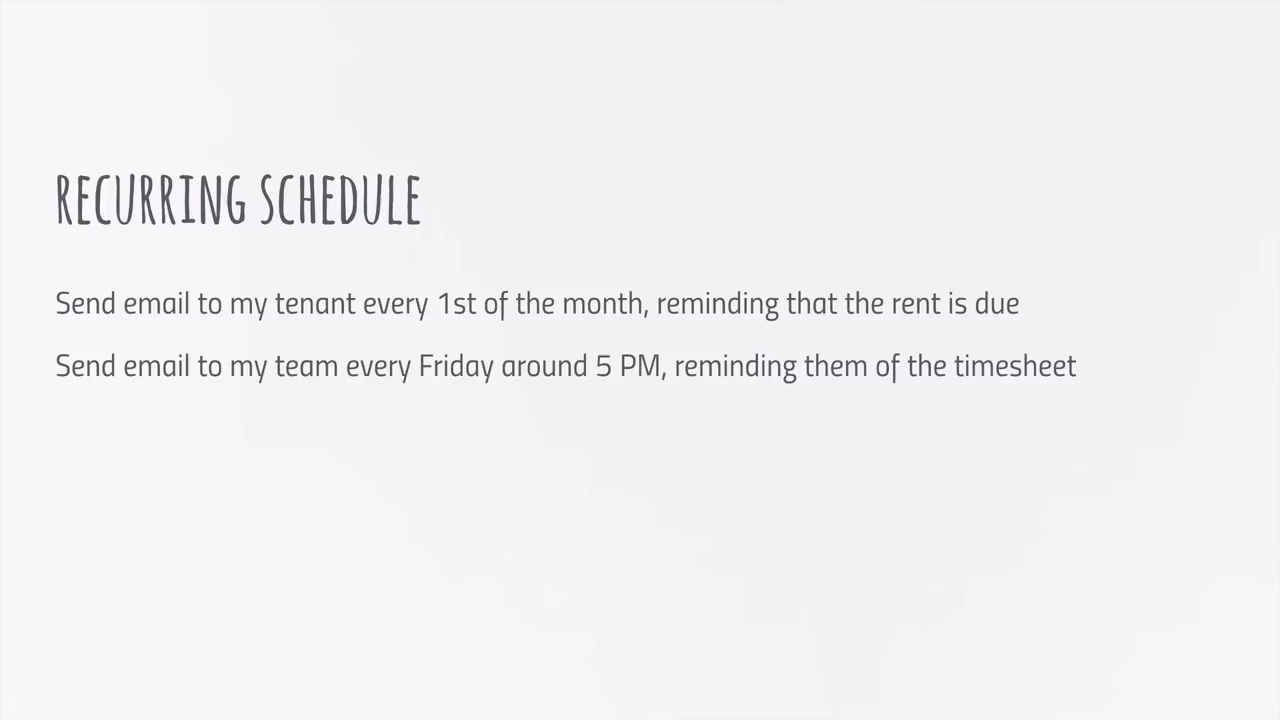 RECURRING SCHEDULE
Send email to my tenant every 1st of the month, reminding that the rent is due
Send email to my team every Friday around 5 PM, reminding them of the timesheet